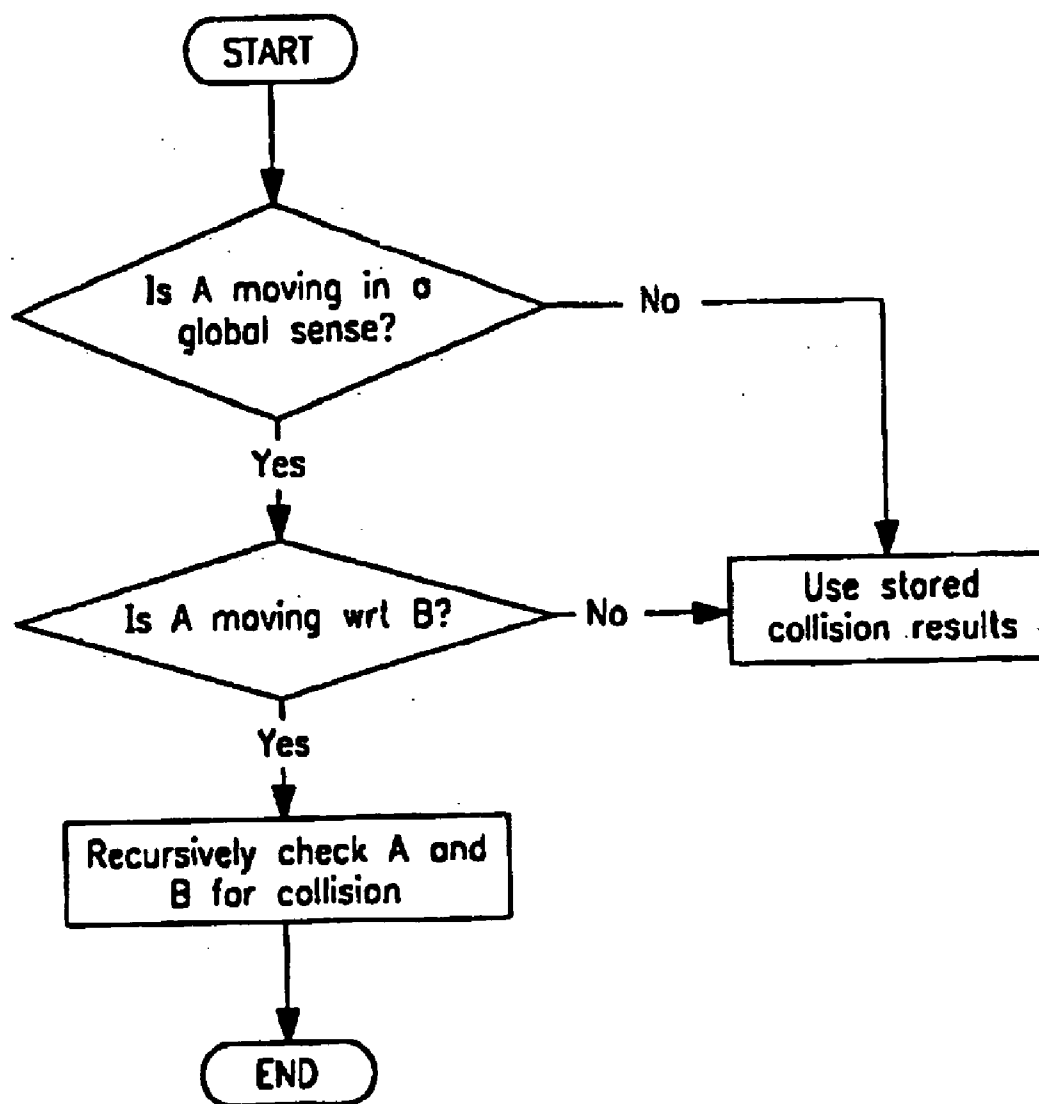 START
Is A moving in a
global sense?
No
Yes
Is A moving wrt B?
No
Use stored
collision results
Yes
Recursively check A and
B for collision
END